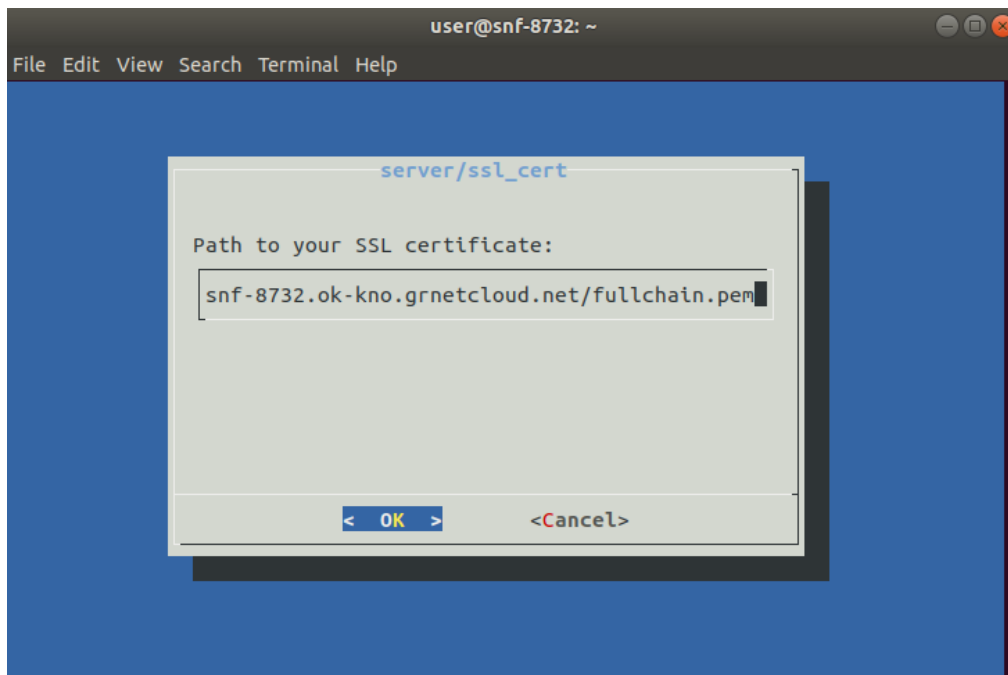 user@snf-8732: ~
File Edit View Search Terminal Help
server/ssl_cert
Path to your SSL certificate:
snf-8732.ok-kno.grnetcloud.net/fullchain.pem
< OK > <Cancel>